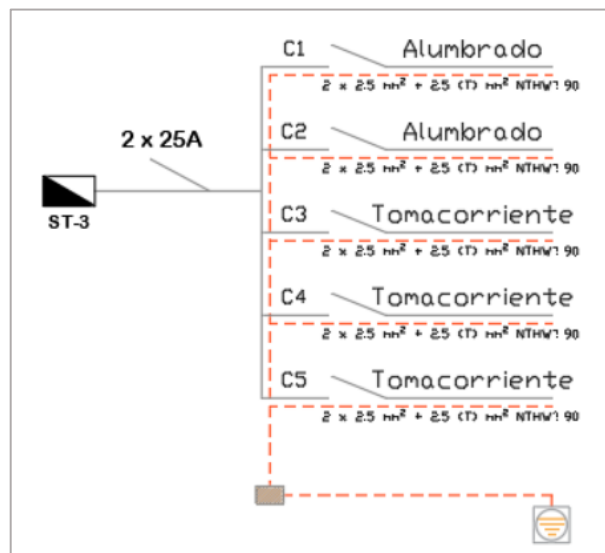 C1 Alumbrado
2 x 2.5 mm² + 2.5 (T) mm² NTHW? 90
C2 Alumbrado
2 x 2.5 mm² + 2.5 (T) mm² NTHW? 90
2 x 25A
ST-3
C3 Tomacorriente
2 x 2.5 mm² + 2.5 (T) mm² NTHW? 90
C4 Tomacorriente
2 x 2.5 mm² + 2.5 (T) mm² NTHW? 90
C5 Tomacorriente
2 x 2.5 mm² + 2.5 (T) mm² NTHW? 90